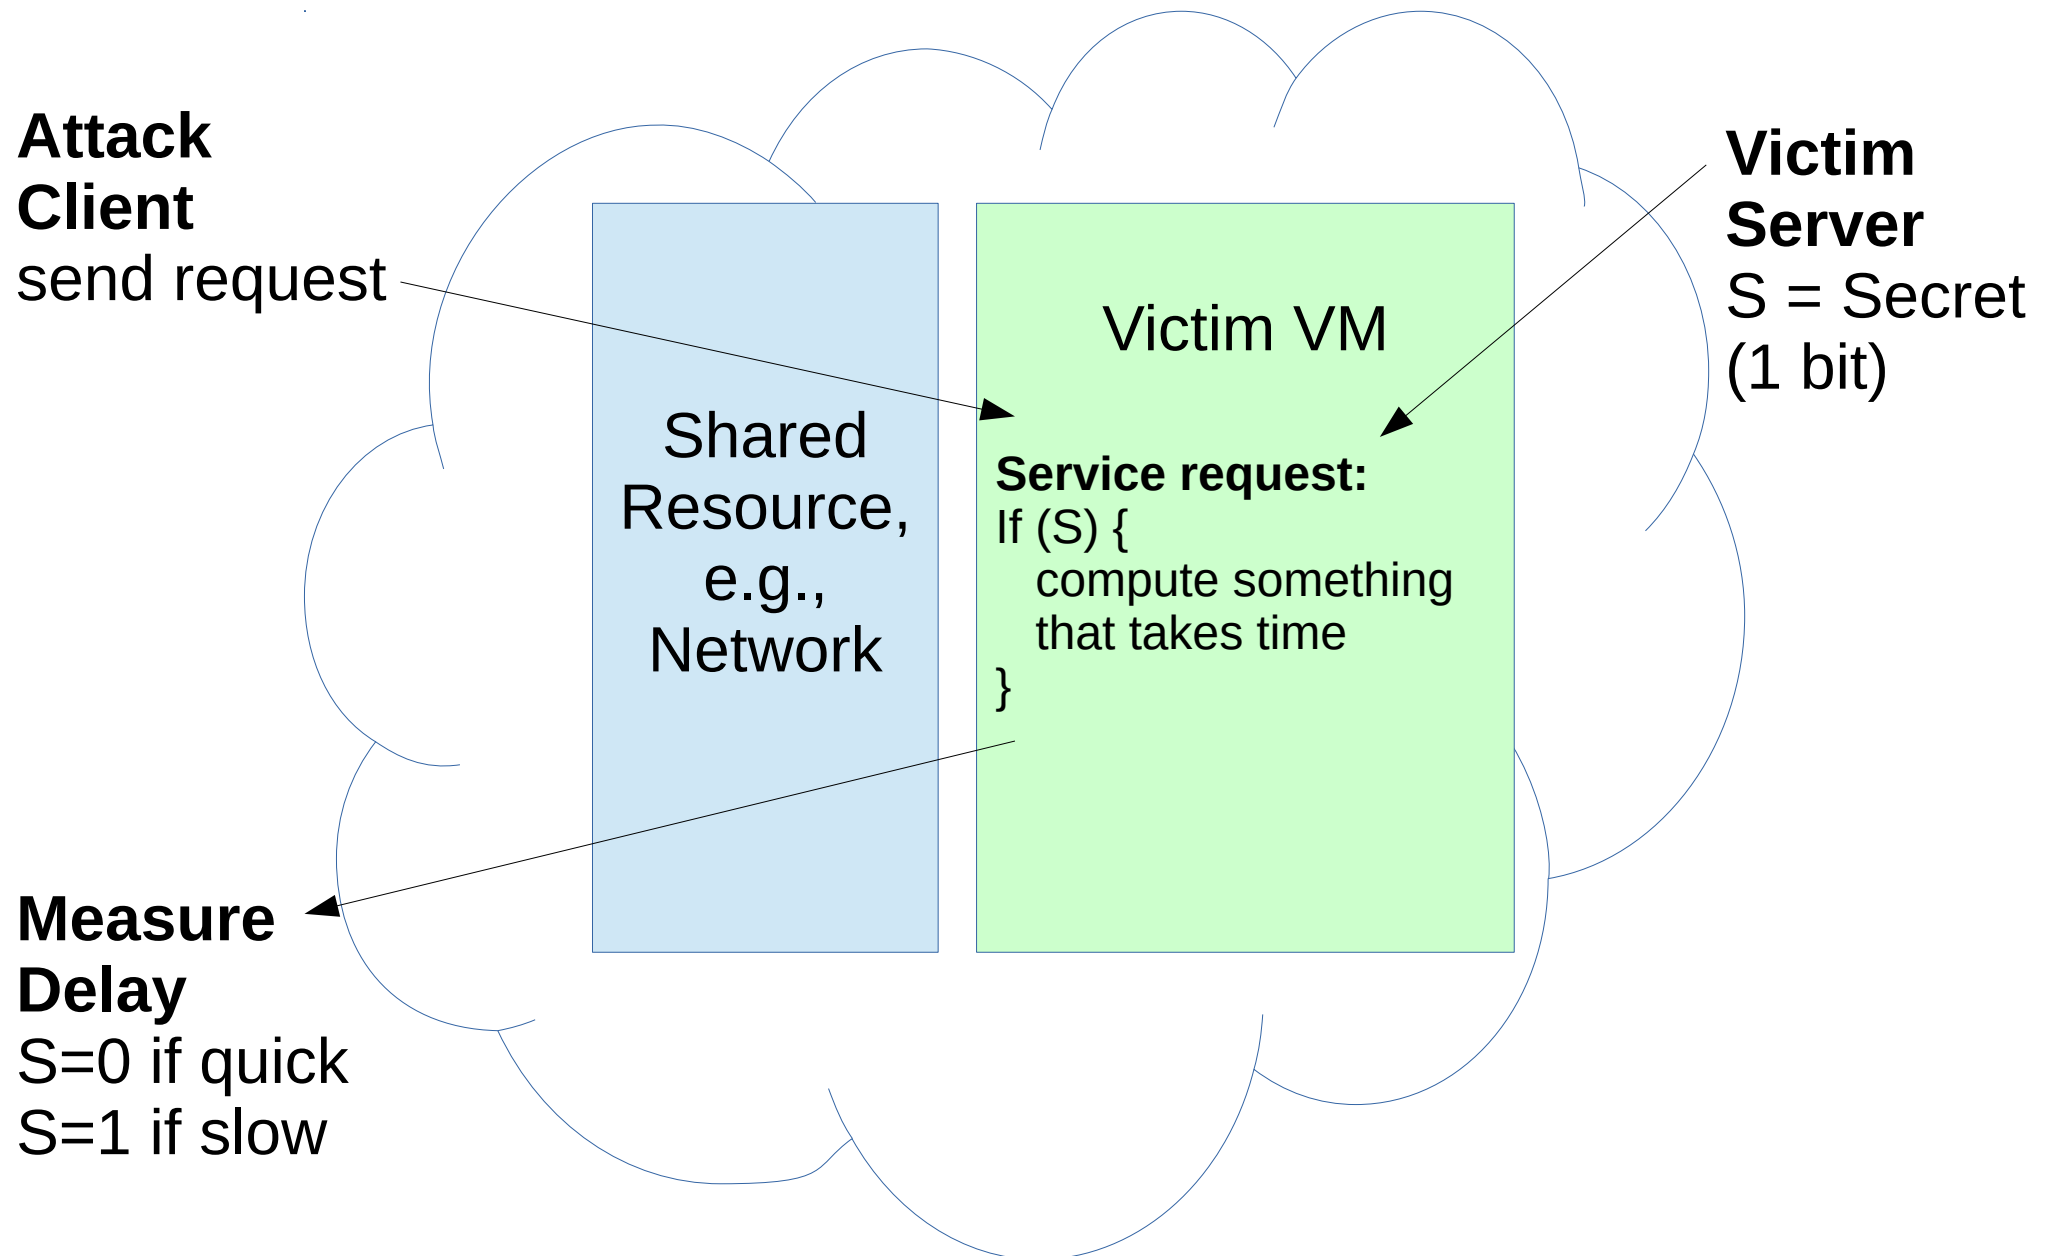 Attack
Client
send request
Shared
Resource,
e.g.,
Network
Victim VM
Service request:
If (S) {
compute something
that takes time
}
Victim
Server
S = Secret
(1 bit)
Measure
Delay
S=0 if quick
S=1 if slow